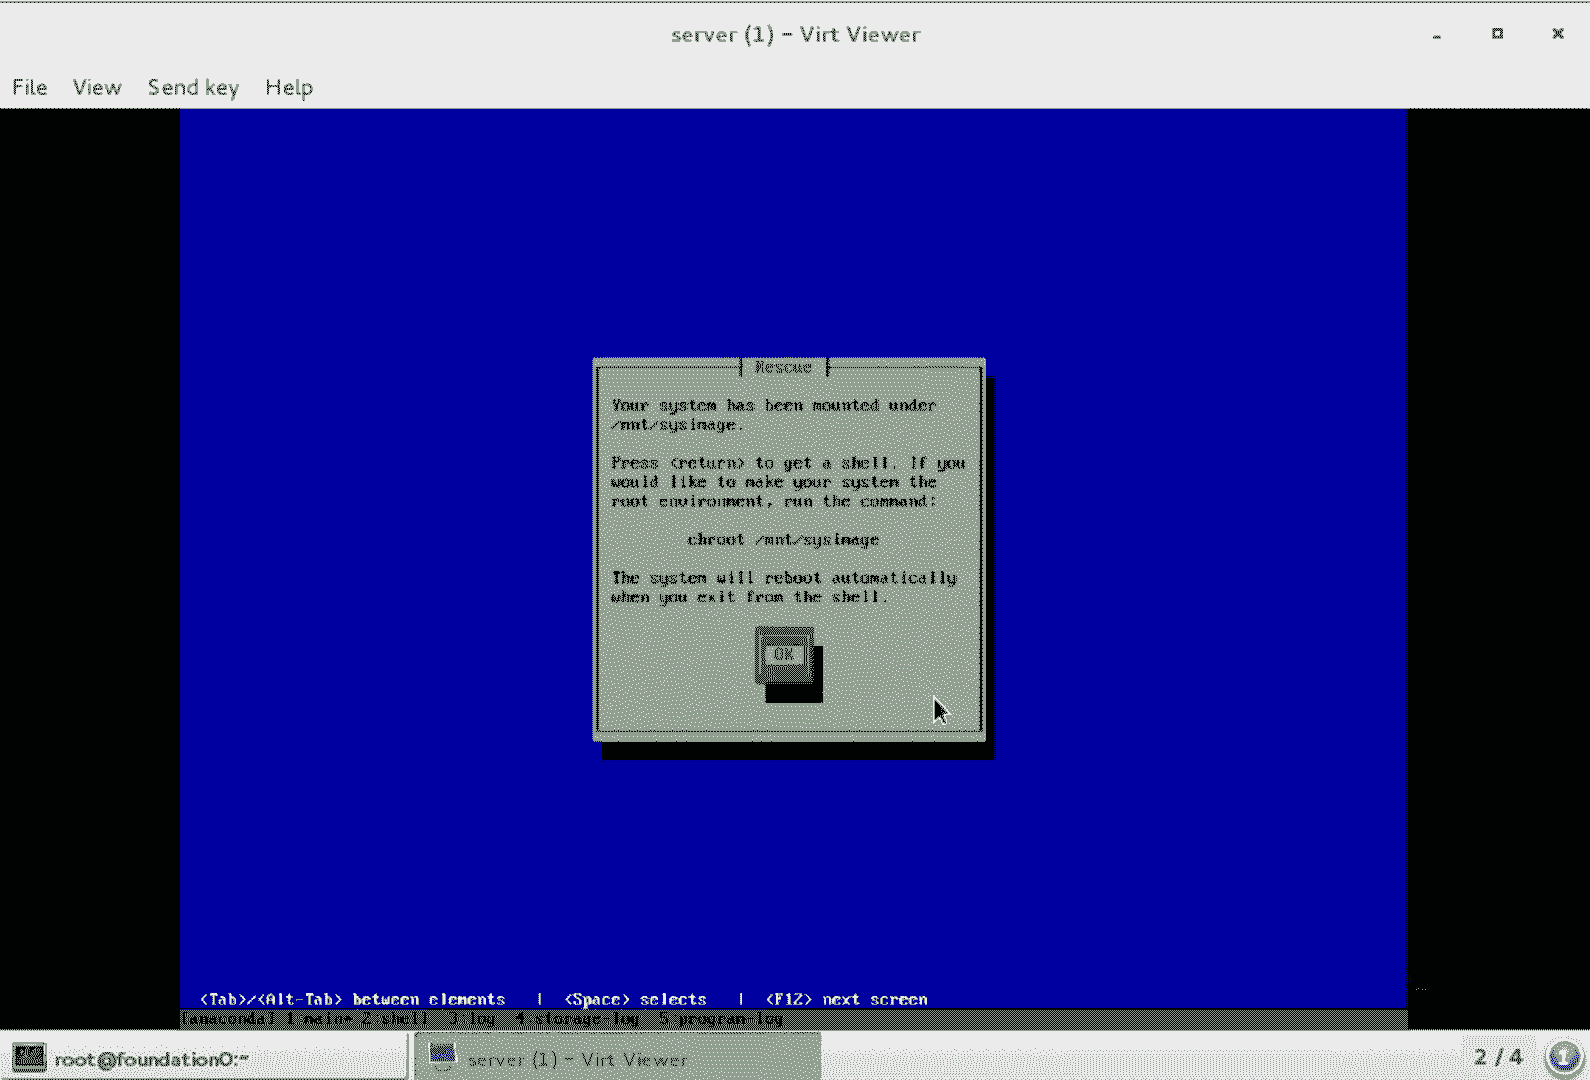 server (1) - Virt Viewer
File View Send key Help
Rescue
Your system has been mounted under
/mnt/sysimage.
Press <return> to get a shell. If you
would like to make your system the
root environment, run the command:
chroot /mnt/sysimage
The system will reboot automatically
when you exit from the shell.
OK
<Tab>/<Alt-Tab> between elements | <Space> selects | <F12> next screen
[anaconda] 1:main* 2:shell 3:log 4:storage-log 5:program-log
root@foundation0:~
server (1) - Virt Viewer
2 / 4
1